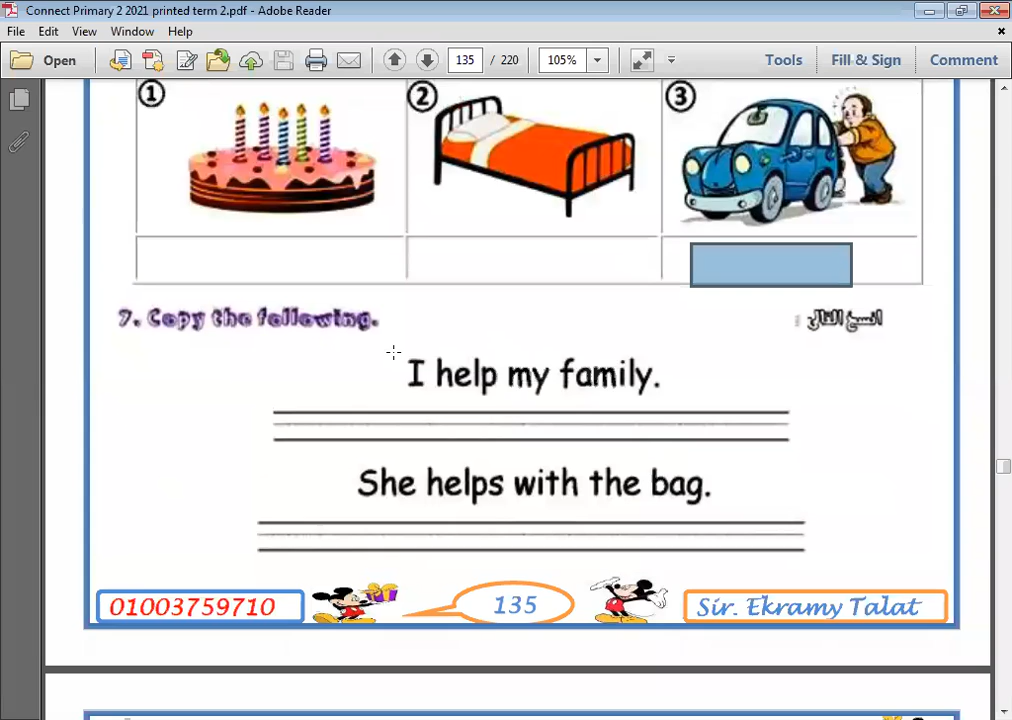 Connect Primary 2 2021 printed term 2.pdf - Adobe Reader
File Edit View Window Help
Open 135 / 220 105% Tools Fill & Sign Comment
① ② ③
7. Copy the following. انسخ التالي :
I help my family.
She helps with the bag.
01003759710 135 Sir. Ekramy Talat